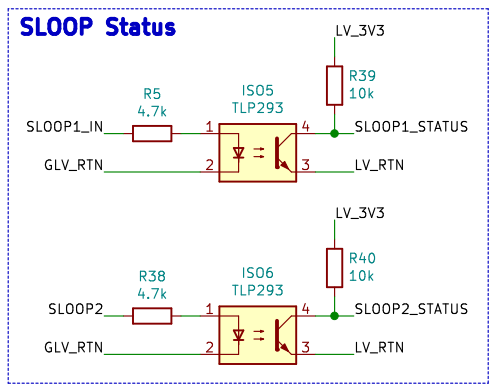 SLOOP Status
LV_3V3
R39
10k
R5
4.7k
ISO5
TLP293
SLOOP1_IN
1
4
SLOOP1_STATUS
GLV_RTN
2
3
LV_RTN
LV_3V3
R40
10k
R38
4.7k
ISO6
TLP293
SLOOP2
1
4
SLOOP2_STATUS
GLV_RTN
2
3
LV_RTN